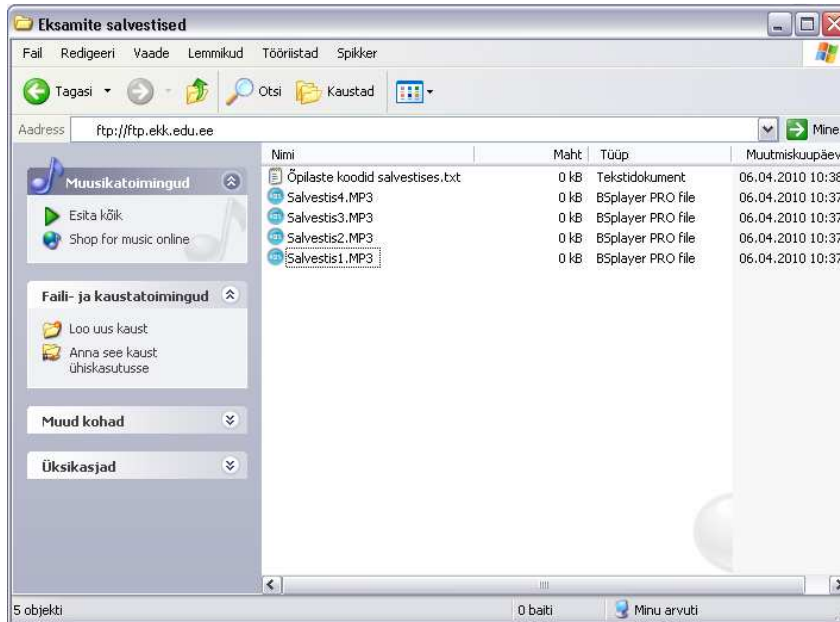 Eksamite salvestised
Fail Redigeeri Vaade Lemmikud Tööriistad Spikker
Tagasi Otsi Kaustad
Aadress ftp://ftp.ekk.edu.ee Mine
Muusikatoimingud
Esita kõik
Shop for music online
Faili- ja kaustatoimingud
Loo uus kaust
Anna see kaust
ühiskasutusse
Muud kohad
Üksikasjad
Nimi Maht Tüüp Muutmiskuupäev
Õpilaste koodid salvestises.txt 0 kB Tekstidokument 06.04.2010 10:38
Salvestis4.MP3 0 kB BSplayer PRO file 06.04.2010 10:37
Salvestis3.MP3 0 kB BSplayer PRO file 06.04.2010 10:37
Salvestis2.MP3 0 kB BSplayer PRO file 06.04.2010 10:37
Salvestis1.MP3 0 kB BSplayer PRO file 06.04.2010 10:37
5 objekti 0 baiti Minu arvuti